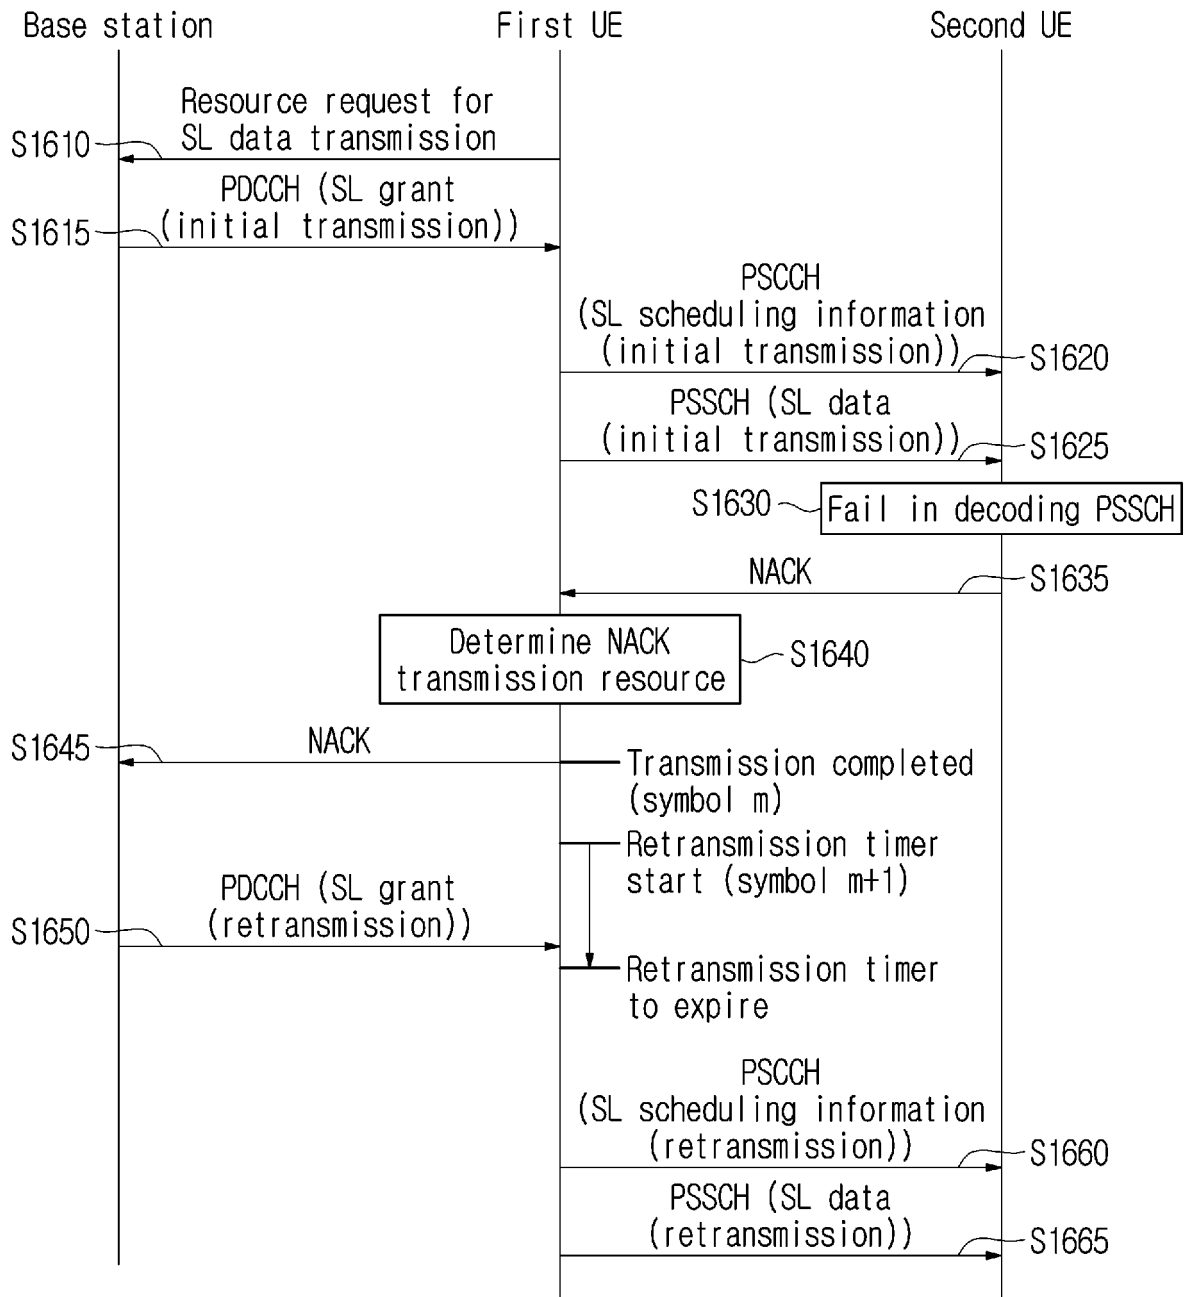 Base station
First UE
Second UE
Resource request for
SL data transmission
S1610
PDCCH (SL grant
(initial transmission))
S1615
PSCCH
(SL scheduling information
(initial transmission))
S1620
PSSCH (SL data
(initial transmission))
S1625
S1630
Fail in decoding PSSCH
NACK
S1635
Determine NACK
transmission resource
S1640
S1645
NACK
Transmission completed
(symbol m)
Retransmission timer
start (symbol m+1)
PDCCH (SL grant
(retransmission))
S1650
Retransmission timer
to expire
PSCCH
(SL scheduling information
(retransmission))
S1660
PSSCH (SL data
(retransmission))
S1665